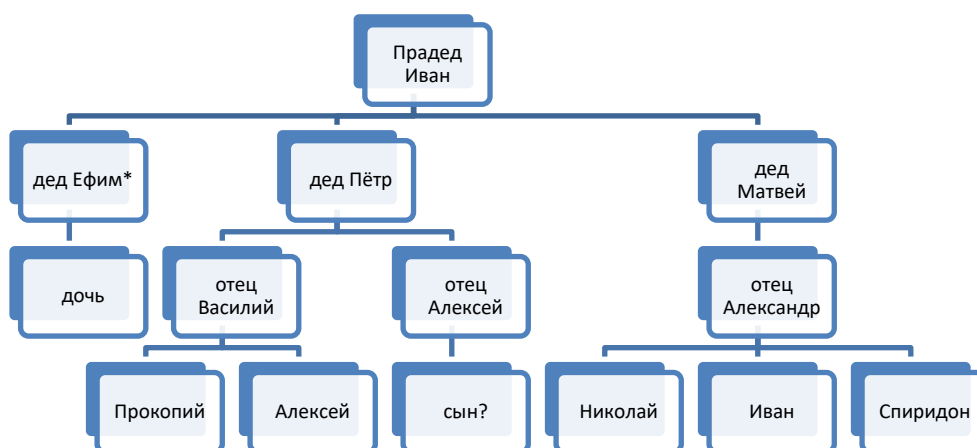 Прадед
Иван
дед Ефим*
дед Пётр
дед
Матвей
дочь
отец
Василий
отец
Алексей
отец
Александр
Прокопий
Алексей
сын?
Николай
Иван
Спиридон